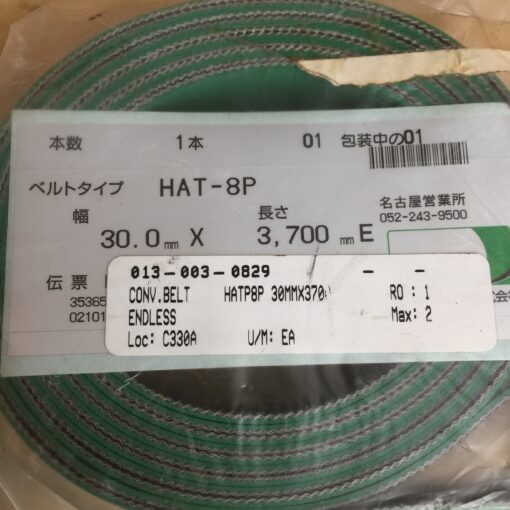 本数 1本 01 包装中の01
ベルトタイプ HAT-8P 名古屋営業所
052-243-9500
幅 長さ
30.0mm X 3,700mm E
伝票
35365
02101
013-003-0829 - -
CONV.BELT HATP8P 30MMX370 RO : 1
ENDLESS Max: 2
Loc: C330A U/M: EA